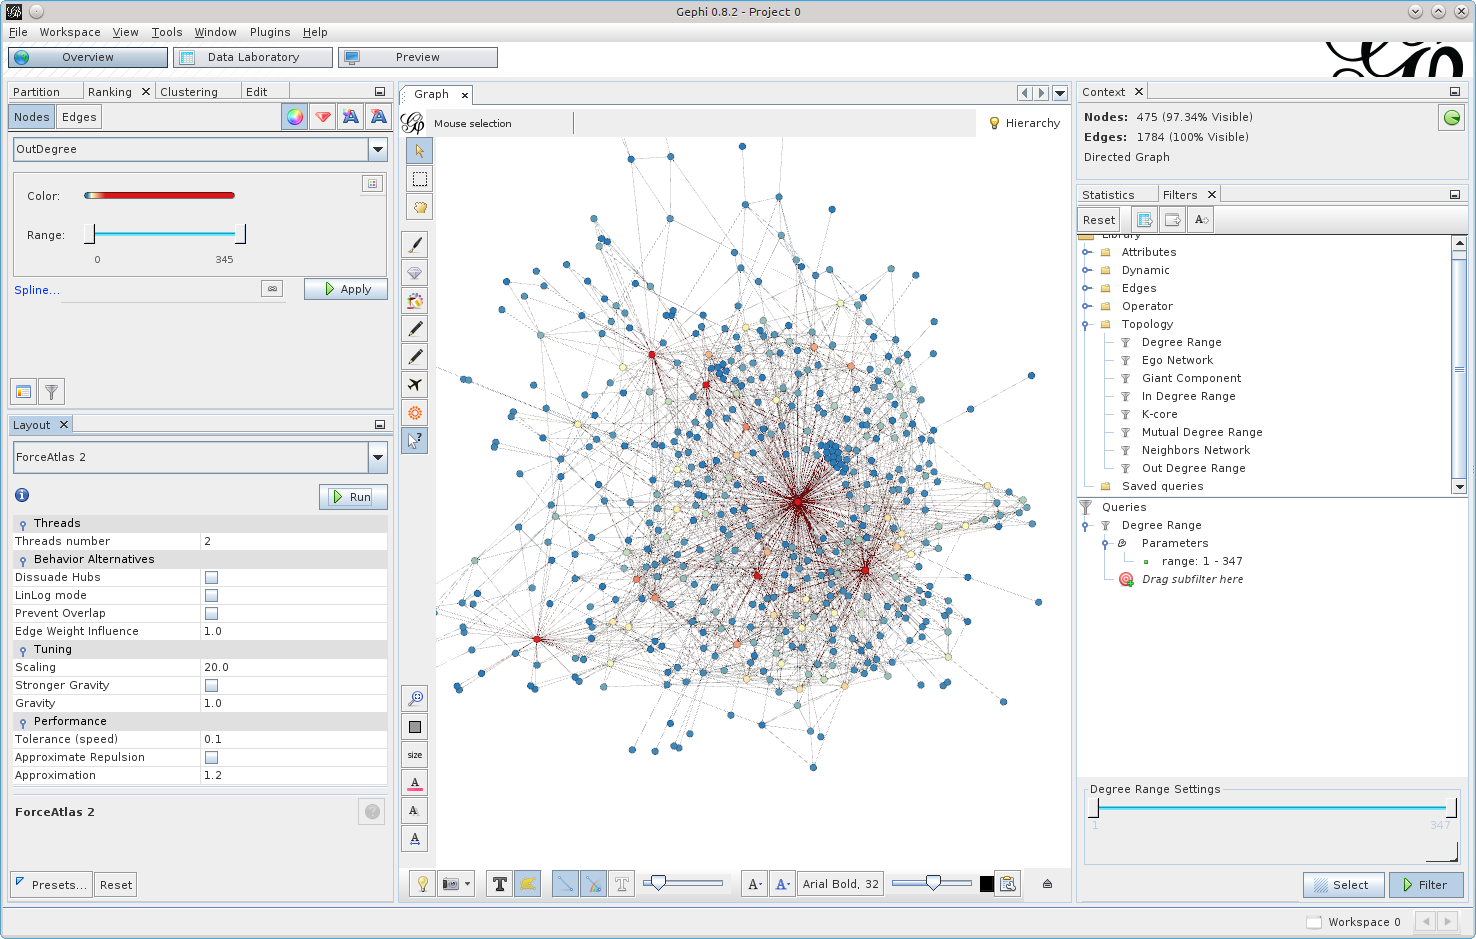 Gephi 0.8.2 - Project 0
File Workspace View Tools Window Plugins Help
Overview
Data Laboratory
Preview
Partition
Ranking
Clustering
Edit
Nodes
Edges
OutDegree
Color:
Range:
0
345
Spline...
Apply
Layout
ForceAtlas 2
Run
Threads
Threads number 2
Behavior Alternatives
Dissuade Hubs
LinLog mode
Prevent Overlap
Edge Weight Influence 1.0
Tuning
Scaling 20.0
Stronger Gravity
Gravity 1.0
Performance
Tolerance (speed) 0.1
Approximate Repulsion
Approximation 1.2
ForceAtlas 2
Presets...
Reset
Graph
Mouse selection
Hierarchy
size
A
A
A
T
T
A
A
Arial Bold, 32
Context
Nodes: 475 (97.34% Visible)
Edges: 1784 (100% Visible)
Directed Graph
Statistics
Filters
Reset
Library
Attributes
Dynamic
Edges
Operator
Topology
Degree Range
Ego Network
Giant Component
In Degree Range
K-core
Mutual Degree Range
Neighbors Network
Out Degree Range
Saved queries
Queries
Degree Range
Parameters
range: 1 - 347
Drag subfilter here
Degree Range Settings
1
347
Select
Filter
Workspace 0